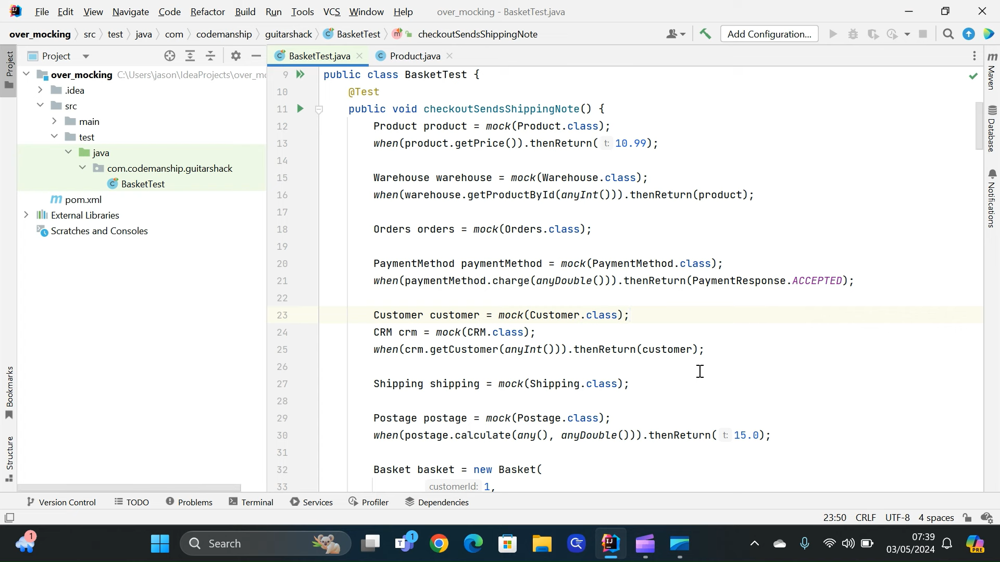 File Edit View Navigate Code Refactor Build Run Tools VCS Window Help over_mocking - BasketTest.java
over_mocking src test java com codemanship guitarshack BasketTest m checkoutSendsShippingNote Add Configuration...
Project
Project
BasketTest.java
Product.java
over_mocking C:\Users\jason\IdeaProjects\over_m
.idea
src
main
test
java
com.codemanship.guitarshack
BasketTest
m pom.xml
External Libraries
Scratches and Consoles
Bookmarks
Structure
9 public class BasketTest {
10 @Test
11 public void checkoutSendsShippingNote() {
12 Product product = mock(Product.class);
13 when(product.getPrice()).thenReturn( t: 10.99);
14
15 Warehouse warehouse = mock(Warehouse.class);
16 when(warehouse.getProductById(anyInt())).thenReturn(product);
17
18 Orders orders = mock(Orders.class);
19
20 PaymentMethod paymentMethod = mock(PaymentMethod.class);
21 when(paymentMethod.charge(anyDouble())).thenReturn(PaymentResponse.ACCEPTED);
22
23 Customer customer = mock(Customer.class);
24 CRM crm = mock(CRM.class);
25 when(crm.getCustomer(anyInt())).thenReturn(customer);
26
27 Shipping shipping = mock(Shipping.class);
28
29 Postage postage = mock(Postage.class);
30 when(postage.calculate(any(), anyDouble())).thenReturn( t: 15.0);
31
32 Basket basket = new Basket(
33 customerId: 1,
m Maven
Database
Notifications
Version Control TODO Problems Terminal Services Profiler Dependencies
23:50 CRLF UTF-8 4 spaces
1 Search T 1 IJ 07:39
03/05/2024 PRE